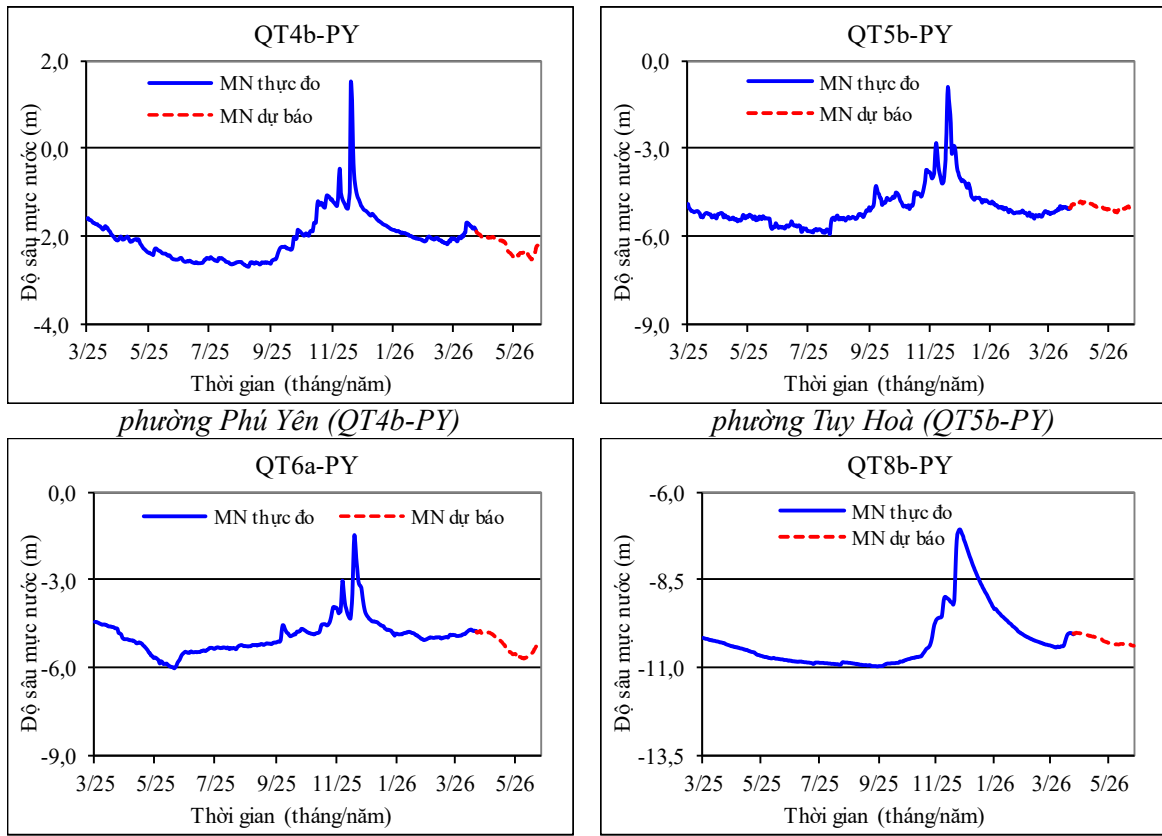 QT4b-PY
2,0
0,0
-2,0
-4,0
Độ sâu mực nước (m)
MN thực đo
MN dự báo
3/25 5/25 7/25 9/25 11/25 1/26 3/26 5/26
Thời gian (tháng/năm)
phường Phú Yên (QT4b-PY)
QT5b-PY
0,0
-3,0
-6,0
-9,0
Độ sâu mực nước (m)
MN thực đo
MN dự báo
3/25 5/25 7/25 9/25 11/25 1/26 3/26 5/26
Thời gian (tháng/năm)
phường Tuy Hoà (QT5b-PY)
QT6a-PY
0,0
-3,0
-6,0
-9,0
Độ sâu mực nước (m)
MN thực đo MN dự báo
3/25 5/25 7/25 9/25 11/25 1/26 3/26 5/26
Thời gian (tháng/năm)
QT8b-PY
-6,0
-8,5
-11,0
-13,5
Độ sâu mực nước (m)
MN thực đo
MN dự báo
3/25 5/25 7/25 9/25 11/25 1/26 3/26 5/26
Thời gian (tháng/năm)